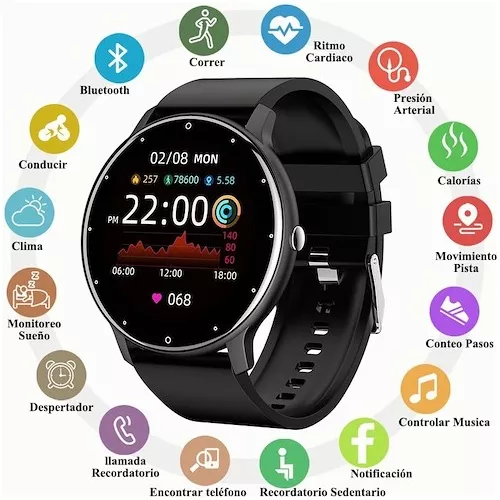 Correr
Ritmo
Cardiaco
Bluetooth
Presión
Arterial
Conducir
Calorías
02/08 MON
257 78600 5.58
PM 22:00
140
80
60
06:00 12:00 18:00
068
Clima
Movimiento
Pista
Monitoreo
Sueño
Conteo Pasos
Despertador
Controlar Musica
llamada
Recordatorio
Notificación
Encontrar teléfono
Recordatorio Sedentario